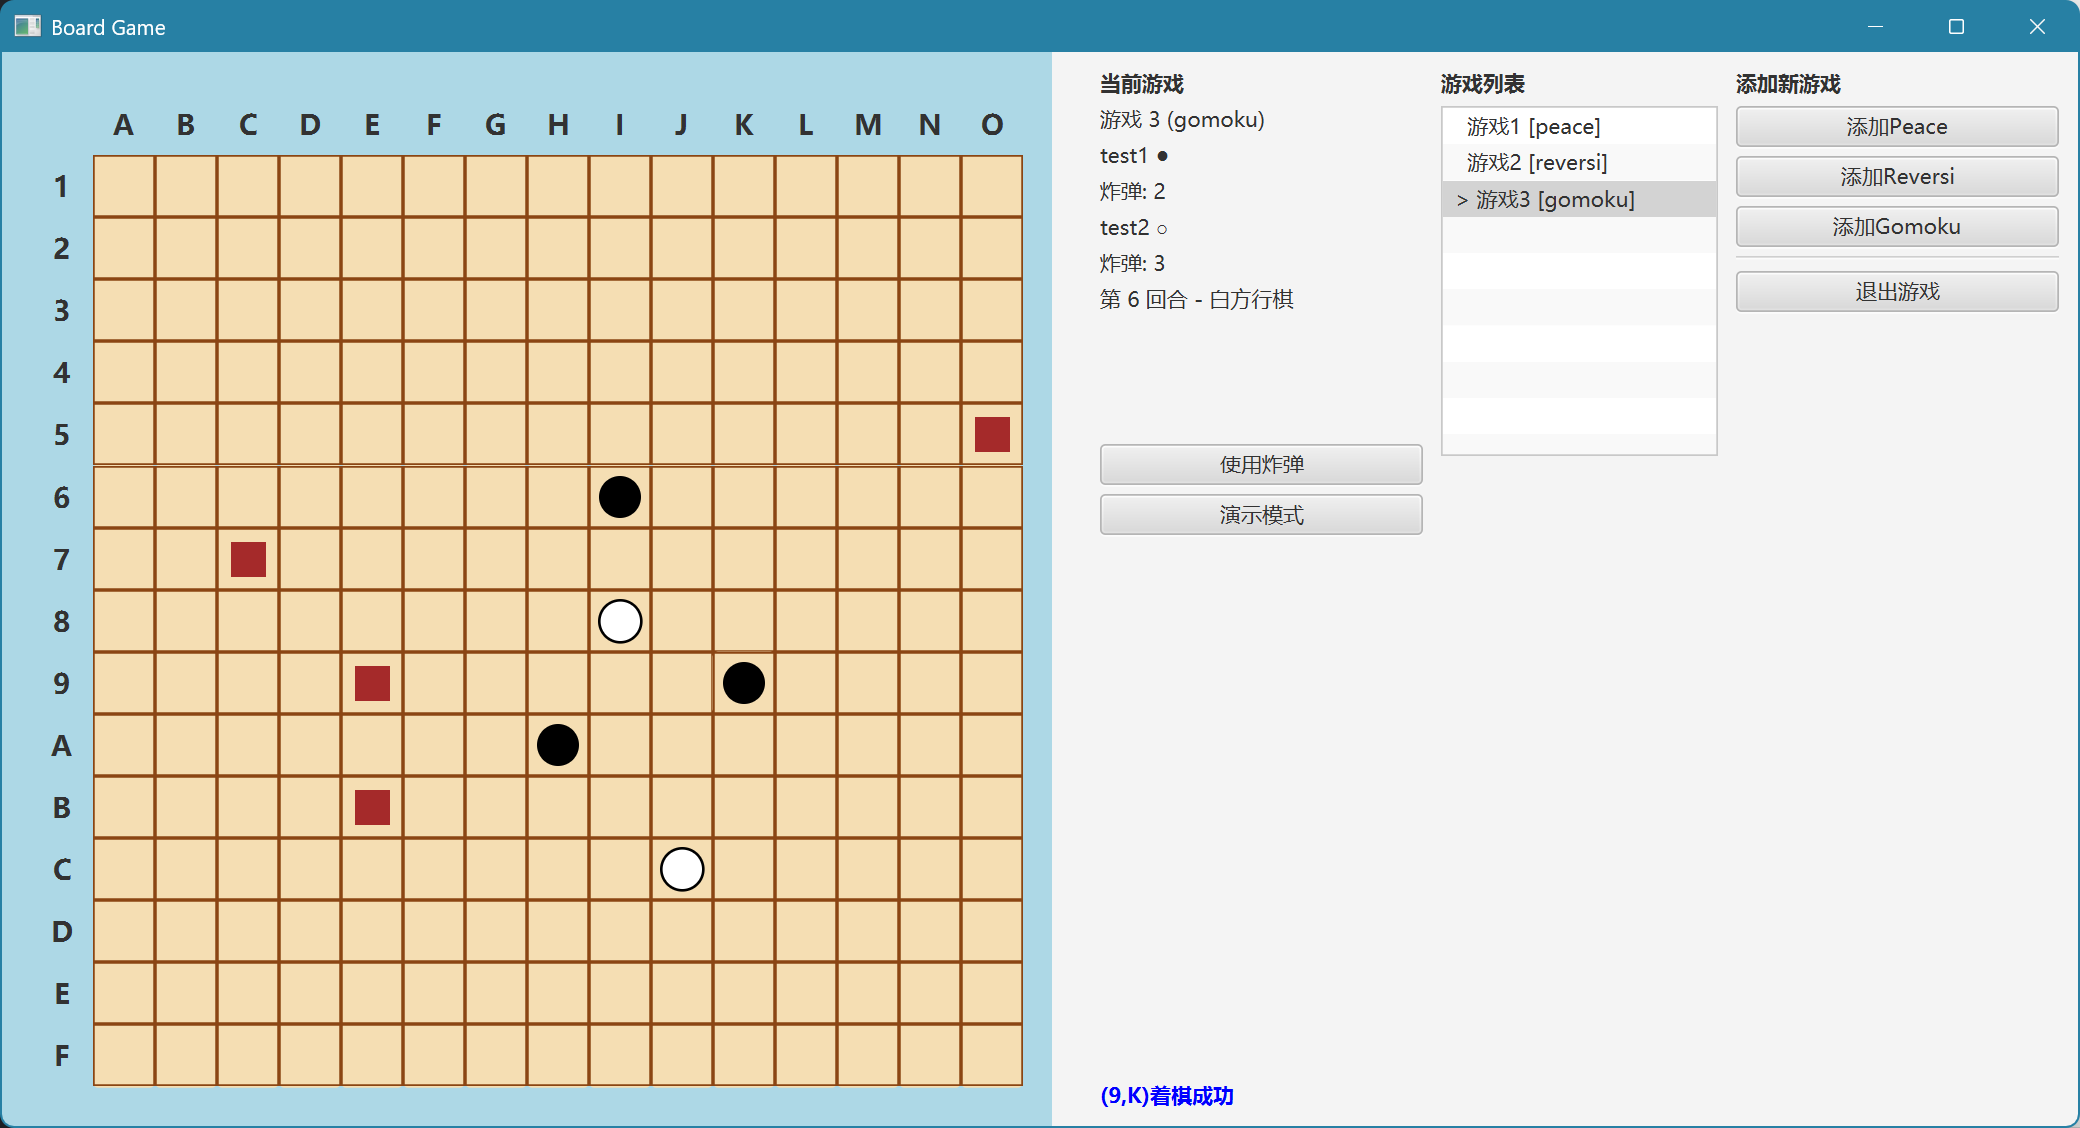 Board Game
A B C D E F G H I J K L M N O
1
2
3
4
5
6
7
8
9
A
B
C
D
E
F
当前游戏
游戏 3 (gomoku)
test1 ●
炸弹: 2
test2 ○
炸弹: 3
第 6 回合 - 白方行棋
使用炸弹
演示模式
(9,K)着棋成功
游戏列表
游戏1 [peace]
游戏2 [reversi]
> 游戏3 [gomoku]
添加新游戏
添加Peace
添加Reversi
添加Gomoku
退出游戏